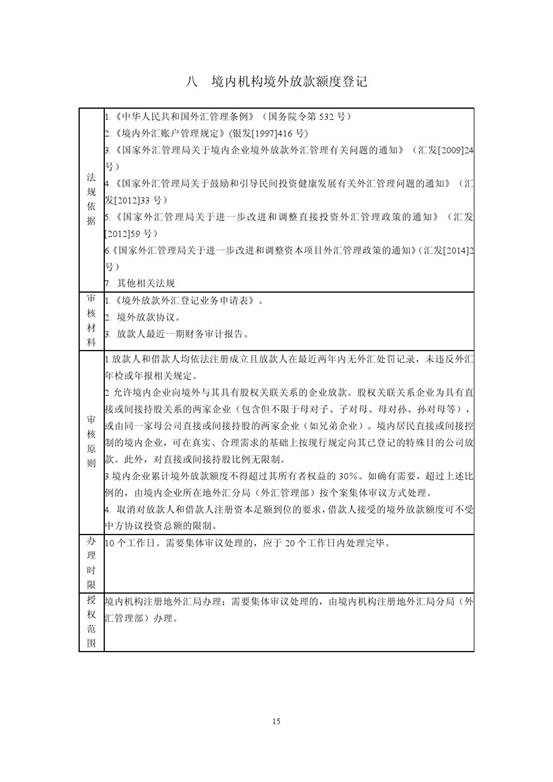 八 境内机构境外放款额度登记
法规依据
1.《中华人民共和国外汇管理条例》（国务院令第 532 号）
2.《境内外汇账户管理规定》(银发[1997]416 号)
3.《国家外汇管理局关于境内企业境外放款外汇管理有关问题的通知》（汇发[2009]24
号）
4.《国家外汇管理局关于鼓励和引导民间投资健康发展有关外汇管理问题的通知》（汇
发[2012]33 号）
5.《国家外汇管理局关于进一步改进和调整直接投资外汇管理政策的通知》（汇发
[2012]59 号）
6.《国家外汇管理局关于进一步改进和调整资本项目外汇管理政策的通知》（汇发[2014]2
号）
7. 其他相关法规
审核材料
1.《境外放款外汇登记业务申请表》。
2. 境外放款协议。
3. 放款人最近一期财务审计报告。
审核原则
1.放款人和借款人均依法注册成立且放款人在最近两年内无外汇处罚记录，未违反外汇
年检或年报相关规定。
2 允许境内企业向境外与其具有股权关联关系的企业放款。股权关联关系企业为具有直
接或间接持股关系的两家企业（包含但不限于母对子、子对母、母对孙、孙对母等），
或由同一家母公司直接或间接持股的两家企业（如兄弟企业）。境内居民直接或间接控
制的境内企业，可在真实、合理需求的基础上按现行规定向其已登记的特殊目的公司放
款。此外，对直接或间接持股比例无限制。
3.境内企业累计境外放款额度不得超过其所有者权益的 30%。如确有需要，超过上述比
例的，由境内企业所在地外汇分局（外汇管理部）按个案集体审议方式处理。
4. 取消对放款人和借款人注册资本足额到位的要求，借款人接受的境外放款额度可不受
中方协议投资总额的限制。
办理时限
10 个工作日。需要集体审议处理的，应于 20 个工作日内处理完毕。
授权范围
境内机构注册地外汇局办理；需要集体审议处理的，由境内机构注册地外汇局分局（外
汇管理部）办理。
15